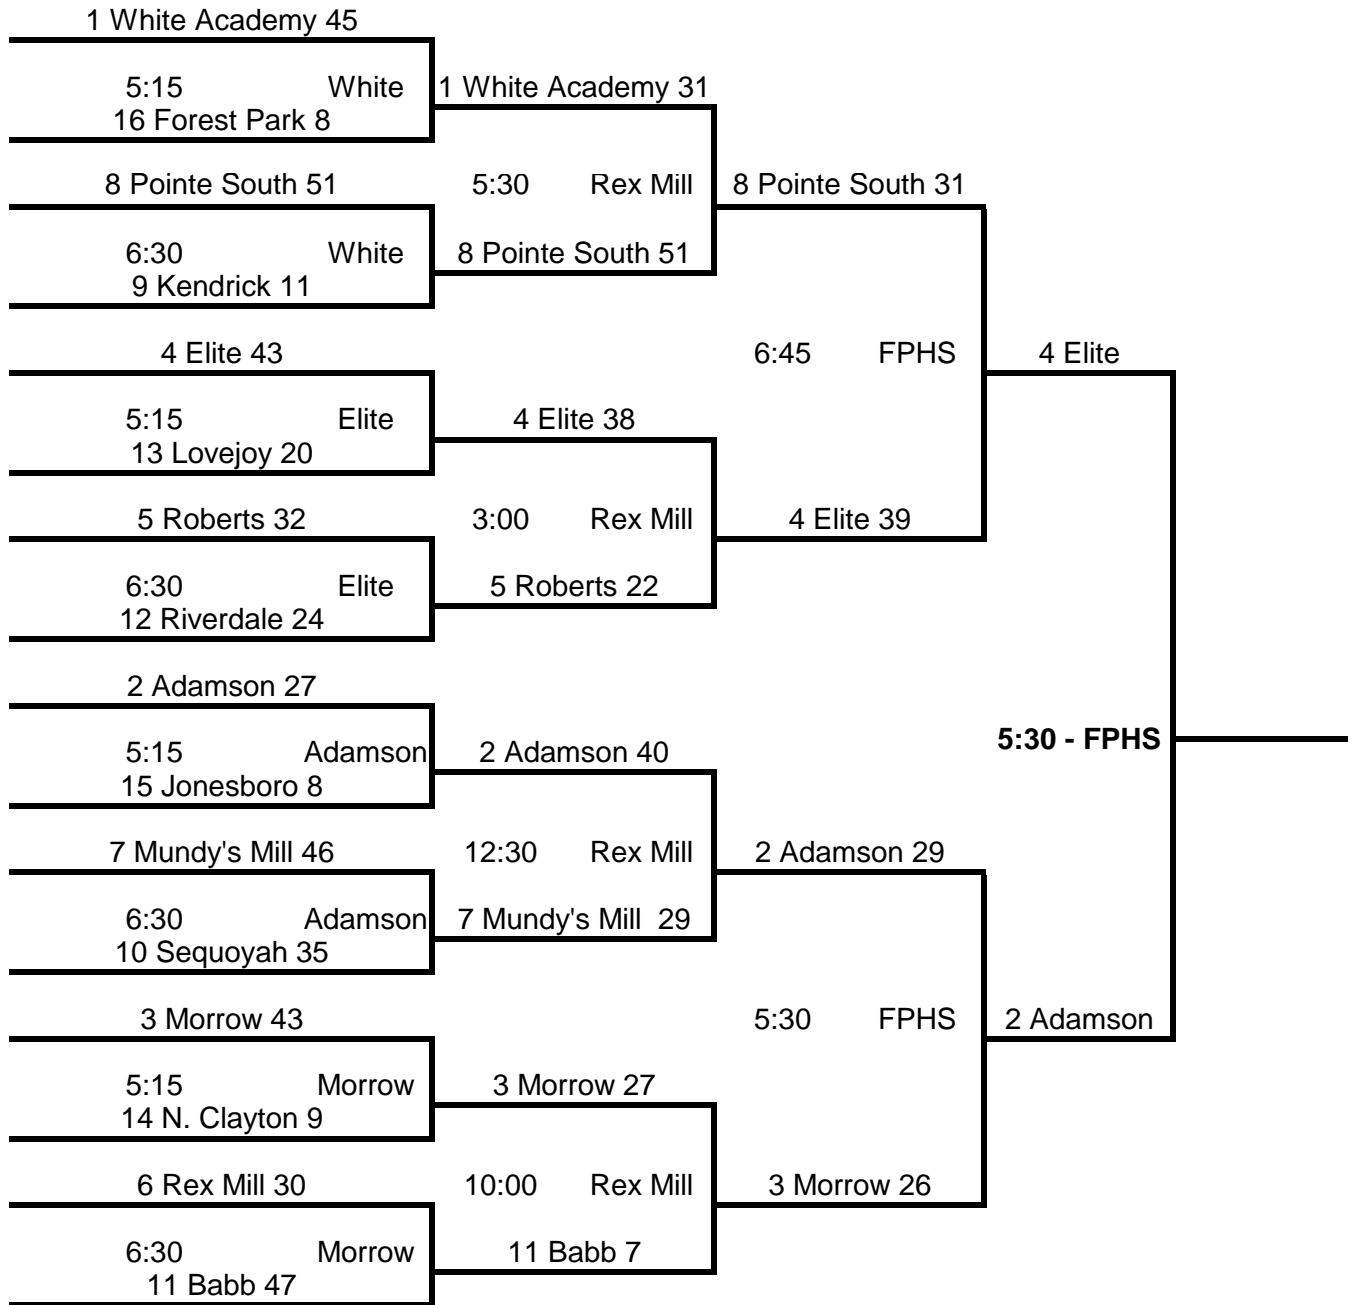 1 White Academy 45
5:15 White
1 White Academy 31
16 Forest Park 8
8 Pointe South 51
5:30 Rex Mill
8 Pointe South 31
6:30 White
8 Pointe South 51
9 Kendrick 11
4 Elite 43
6:45 FPHS
4 Elite
5:15 Elite
4 Elite 38
13 Lovejoy 20
5 Roberts 32
3:00 Rex Mill
4 Elite 39
6:30 Elite
5 Roberts 22
12 Riverdale 24
2 Adamson 27
5:30 - FPHS
5:15 Adamson
2 Adamson 40
15 Jonesboro 8
7 Mundy's Mill 46
12:30 Rex Mill
2 Adamson 29
6:30 Adamson
7 Mundy's Mill 29
10 Sequoyah 35
3 Morrow 43
5:30 FPHS
2 Adamson
5:15 Morrow
3 Morrow 27
14 N. Clayton 9
6 Rex Mill 30
10:00 Rex Mill
3 Morrow 26
6:30 Morrow
11 Babb 7
11 Babb 47